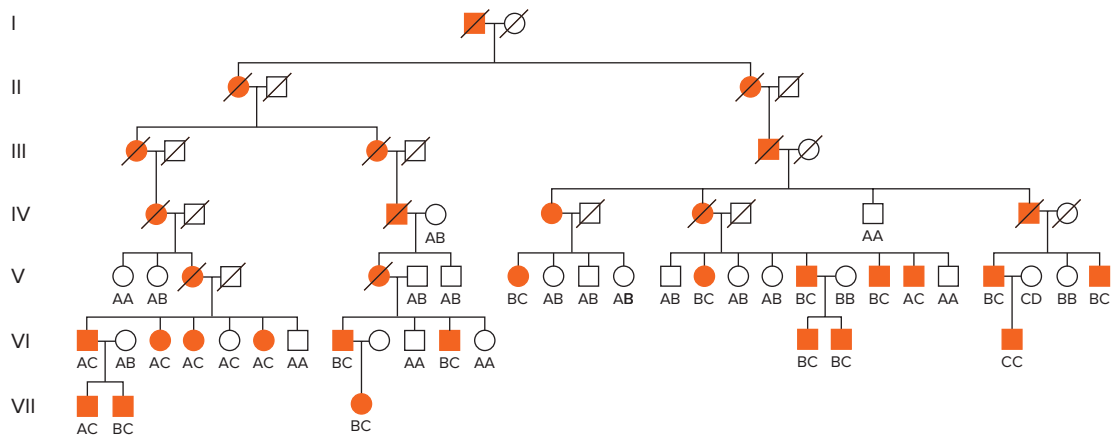 I
II
III
IV
AB AA
V
AA AB AB AB BC AB AB AB AB BC AB AB BC BB BC AC AA BC CD BB BC
VI
AC AB AC AC AC AC AA BC AA BC AA BC BC CC
VII
AC BC BC